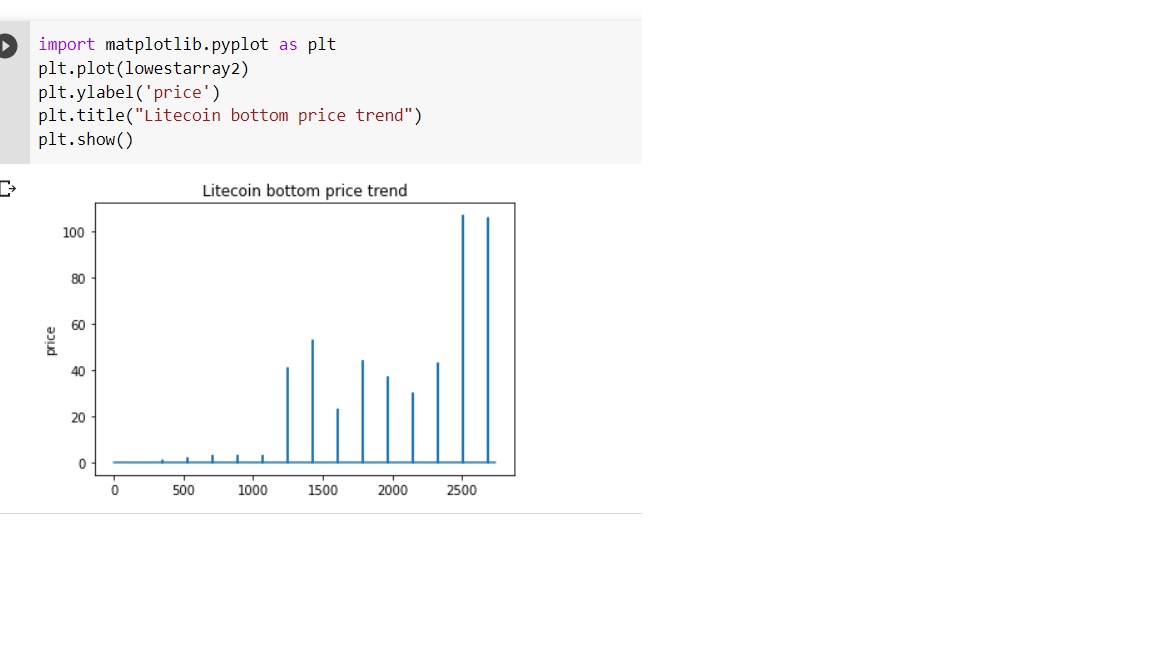 import matplotlib.pyplot as plt
plt.plot(lowestarray2)
plt.ylabel('price')
plt.title("Litecoin bottom price trend")
plt.show()
Litecoin bottom price trend
100
80
60
40
20
0
price
0 500 1000 1500 2000 2500